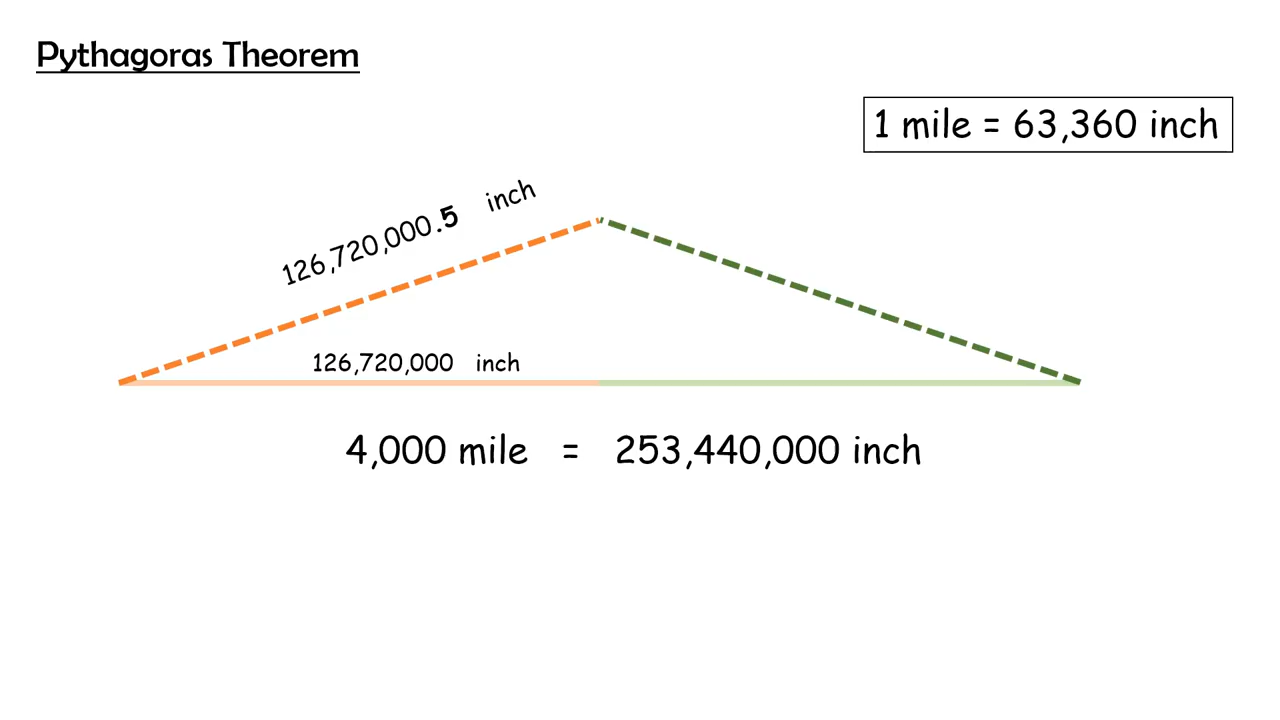 Pythagoras Theorem
1 mile = 63,360 inch
126,720,000.5 inch
126,720,000 inch
4,000 mile = 253,440,000 inch